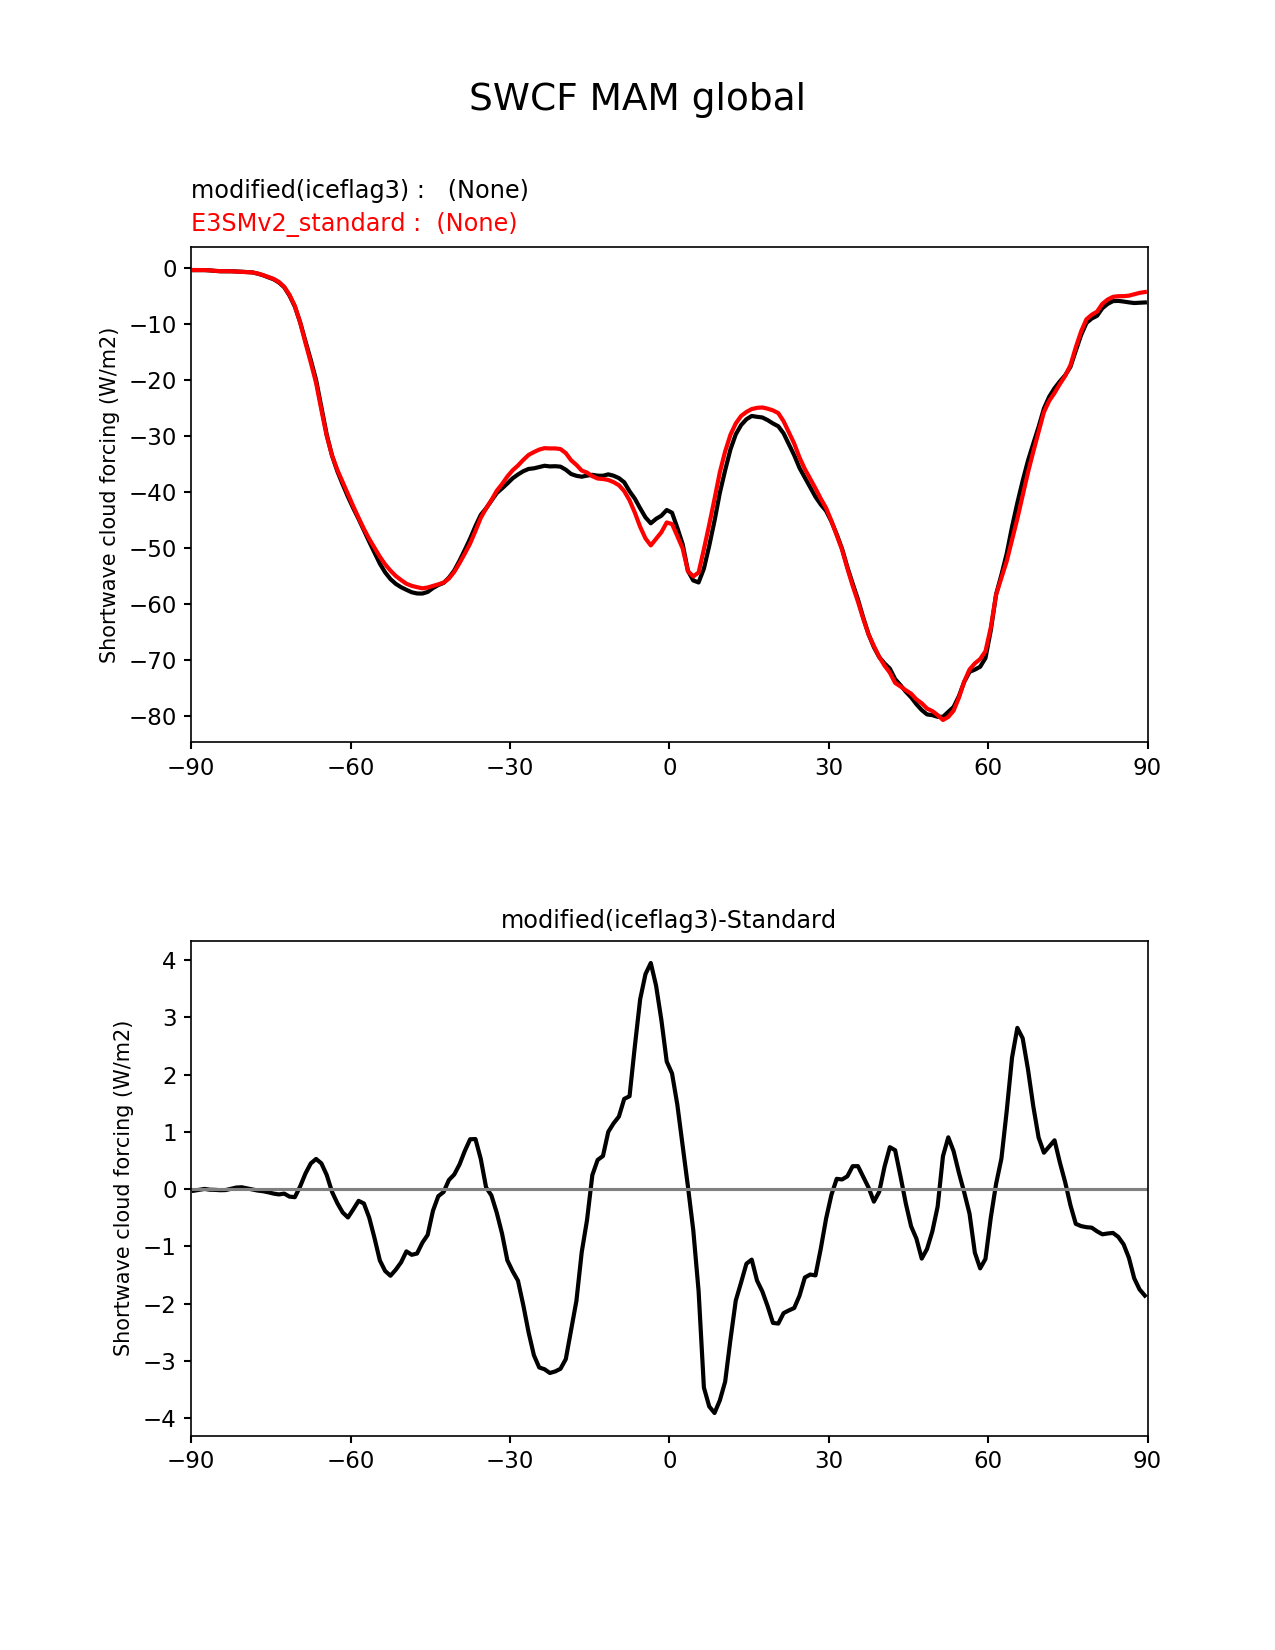 SWCF MAM global
modified(iceflag3) :   (None)
E3SMv2_standard :  (None)
Shortwave cloud forcing (W/m2)
0
−10
−20
−30
−40
−50
−60
−70
−80
−90 −60 −30 0 30 60 90
modified(iceflag3)-Standard
Shortwave cloud forcing (W/m2)
4
3
2
1
0
−1
−2
−3
−4
−90 −60 −30 0 30 60 90